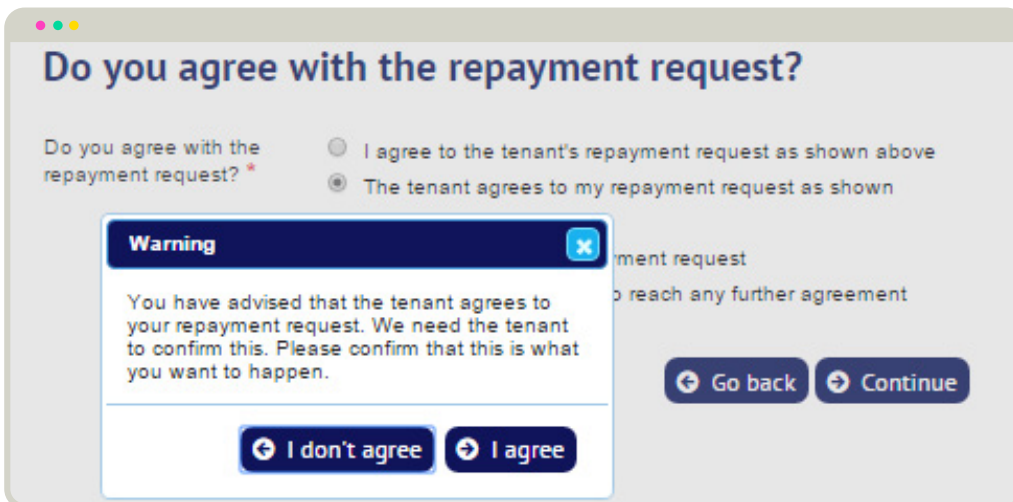 Do you agree with the repayment request?
Do you agree with the
repayment request? *
I agree to the tenant's repayment request as shown above
The tenant agrees to my repayment request as shown
ment request
reach any further agreement
Warning
You have advised that the tenant agrees to
your repayment request. We need the tenant
to confirm this. Please confirm that this is what
you want to happen.
Go back Continue
I don't agree I agree